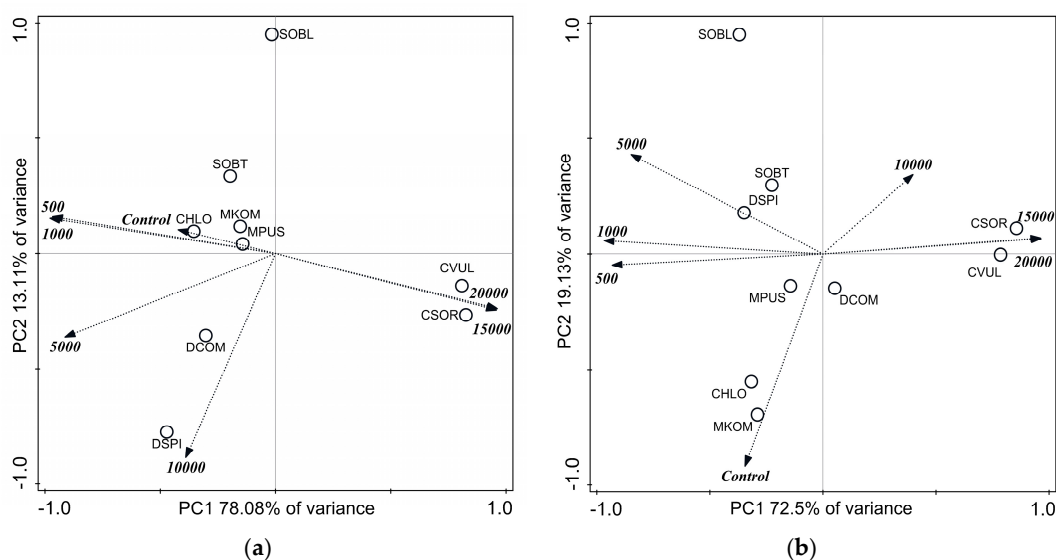 1.0
SOBL
SOBT
500
1000
Control
CHLO
MKOM
MPUS
CVUL
20000
CSOR
15000
5000
DCOM
DSPI
10000
PC2 13.11% of variance
-1.0
-1.0
PC1 78.08% of variance
1.0
(a)
1.0
SOBL
5000
SOBT
DSPI
10000
CSOR
15000
1000
500
CVUL
20000
MPUS
DCOM
CHLO
MKOM
Control
PC2 19.13% of variance
-1.0
-1.0
PC1 72.5% of variance
1.0
(b)